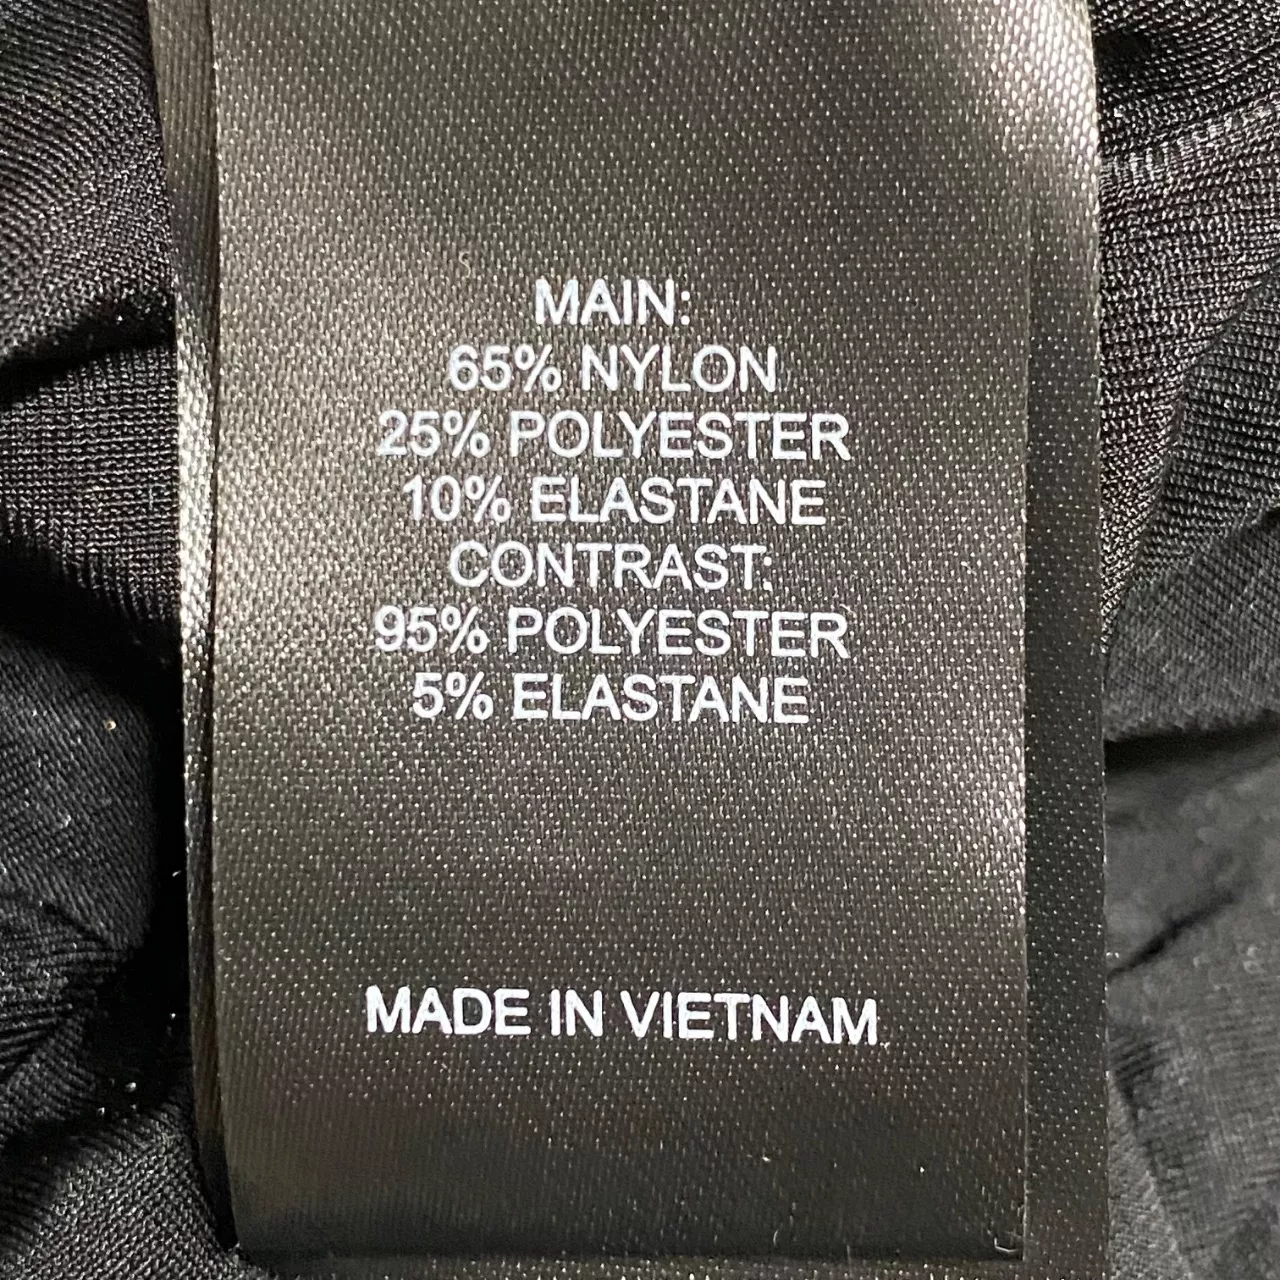 MAIN:
65% NYLON
25% POLYESTER
10% ELASTANE
CONTRAST:
95% POLYESTER
5% ELASTANE
MADE IN VIETNAM